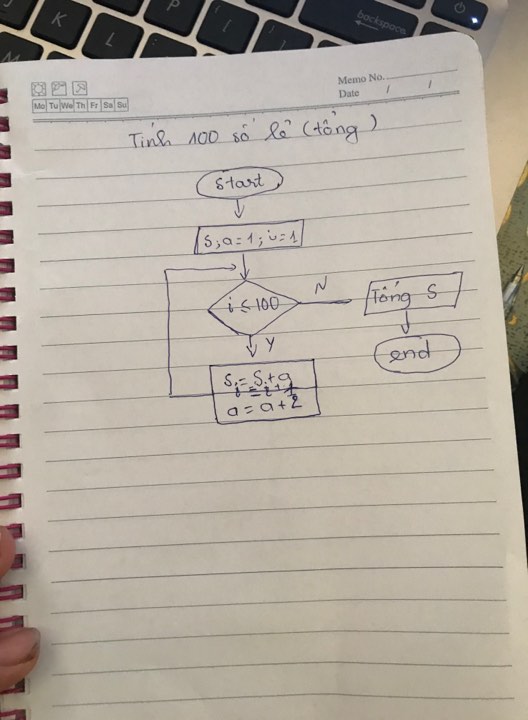 K
L
P
backspace
Memo No.
Mo Tu We Th Fr Sa Su
Date / /
Tính 100 số lẻ (tổng)
start
S, a = 1; i = 1
i ≤ 100
N
Tổng S
Y
end
S = S + a
i = i + 1
a = a + 2